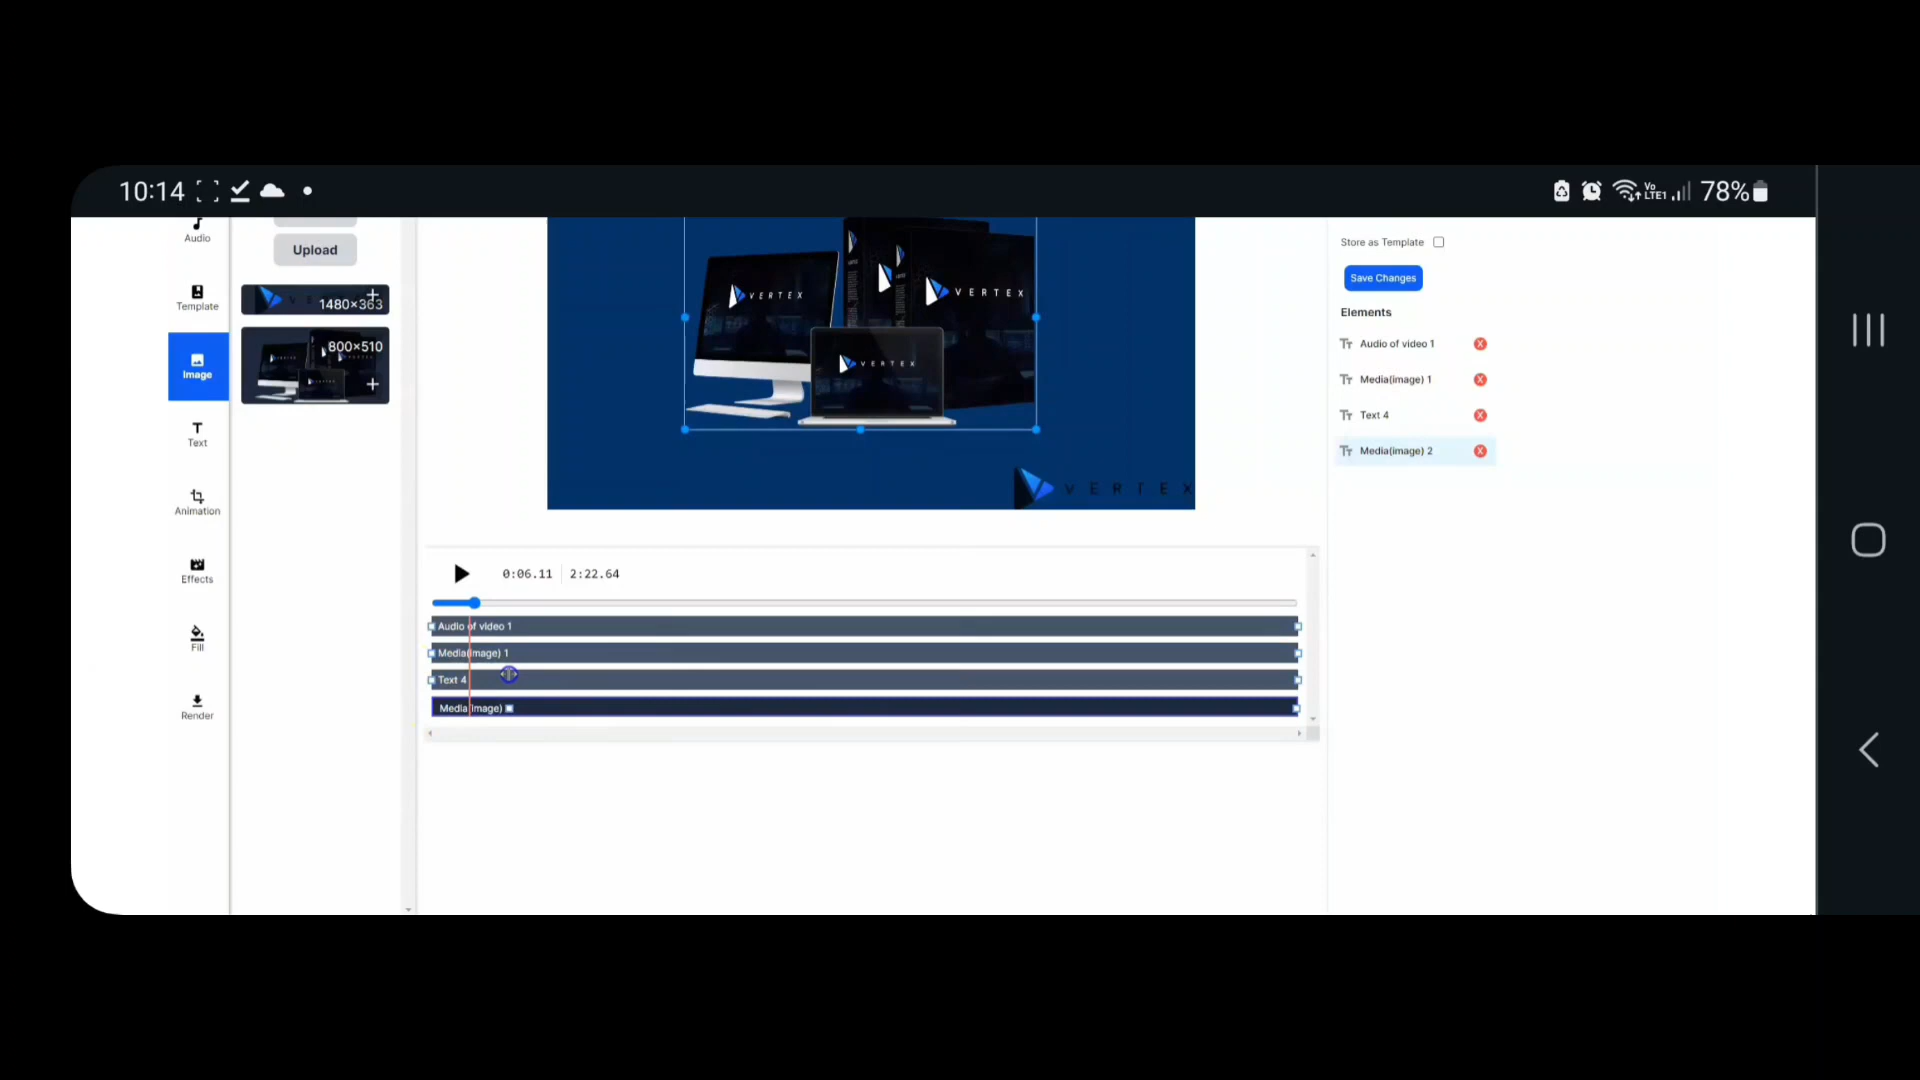 10:14
Vo
LTE1
78%
Audio
Template
Image
Text
Animation
Effects
Fill
Render
Upload
1480×363
800×510
VERTEX
VERTEX
VERTEX
VERTEX
Store as Template
Save Changes
Elements
Audio of video 1
Media(image) 1
Text 4
Media(image) 2
0:06.11
2:22.64
Audio of video 1
Media(image) 1
Text 4
Media(image)